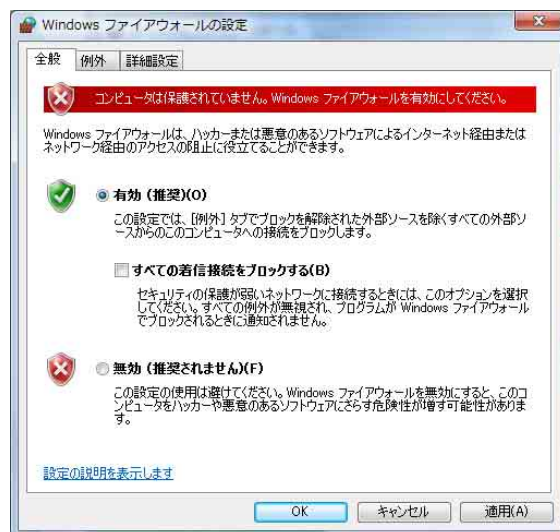 Windows ファイアウォールの設定
全般 例外 詳細設定
コンピュータは保護されていません。Windows ファイアウォールを有効にしてください。
Windows ファイアウォールは、ハッカーまたは悪意のあるソフトウェアによるインターネット経由または
ネットワーク経由のアクセスの阻止に役立てることができます。
有効 (推奨)(O)
この設定では、[例外] タブでブロックを解除された外部ソースを除くすべての外部ソ
ースからのこのコンピュータへの接続をブロックします。
すべての着信接続をブロックする(B)
セキュリティの保護が弱いネットワークに接続するときには、このオプションを選択
してください。すべての例外が無視され、プログラムが Windows ファイアウォール
でブロックされるときに通知されません。
無効 (推奨されません)(F)
この設定の使用は避けてください。Windows ファイアウォールを無効にすると、このコ
ンピュータをハッカーや悪意のあるソフトウェアにさらす危険性が増す可能性がありま
す。
設定の説明を表示します
OK キャンセル 適用(A)